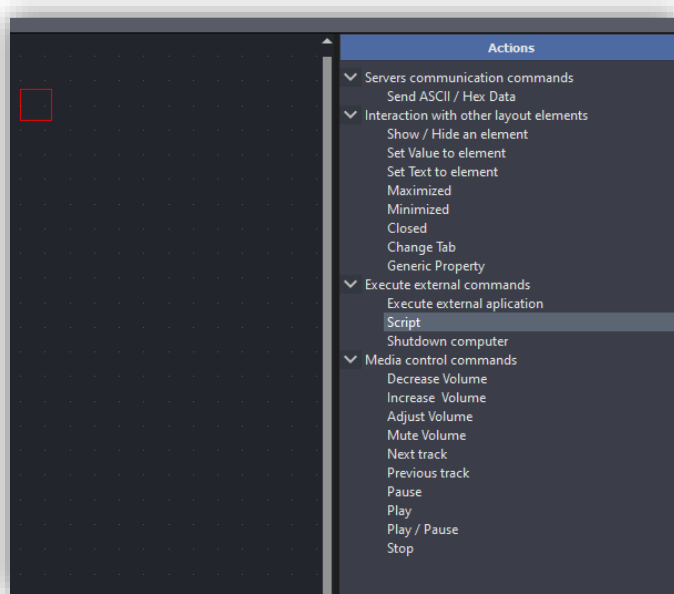 Actions
Servers communication commands
Send ASCII / Hex Data
Interaction with other layout elements
Show / Hide an element
Set Value to element
Set Text to element
Maximized
Minimized
Closed
Change Tab
Generic Property
Execute external commands
Execute external aplication
Script
Shutdown computer
Media control commands
Decrease Volume
Increase  Volume
Adjust Volume
Mute Volume
Next track
Previous track
Pause
Play
Play / Pause
Stop